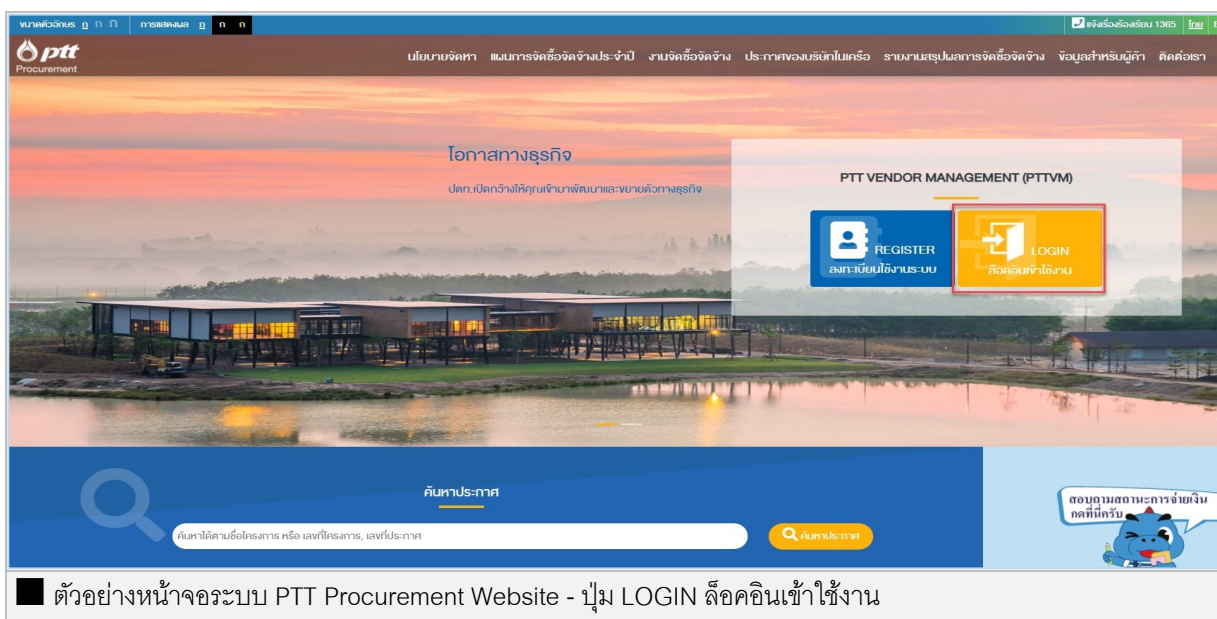 ขนาดตัวอักษร ก ก ก การแสดงผล ก ก ก
แจ้งเรื่องร้องเรียน 1365 ไทย
ptt
Procurement
นโยบายจัดหา แผนการจัดซื้อจัดจ้างประจำปี งานจัดซื้อจัดจ้าง ประกาศของบริษัทในเครือ รายงานสรุปผลการจัดซื้อจัดจ้าง ข้อมูลสำหรับผู้ค้า ติดต่อเรา
โอกาสทางธุรกิจ
ปตท.เปิดกว้างให้คุณเข้ามาพัฒนาและขยายตัวทางธุรกิจ
PTT VENDOR MANAGEMENT (PTTVM)
REGISTER
ลงทะเบียนใช้งานระบบ
LOGIN
ล็อคอินเข้าใช้งาน
ค้นหาประกาศ
ค้นหาได้ตามชื่อโครงการ หรือ เลขที่โครงการ, เลขที่ประกาศ
ค้นหาประกาศ
สอบถามสถานะการจ่ายเงิน
กดที่นี่ครับ
ตัวอย่างหน้าจอระบบ PTT Procurement Website - ปุ่ม LOGIN ล็อคอินเข้าใช้งาน